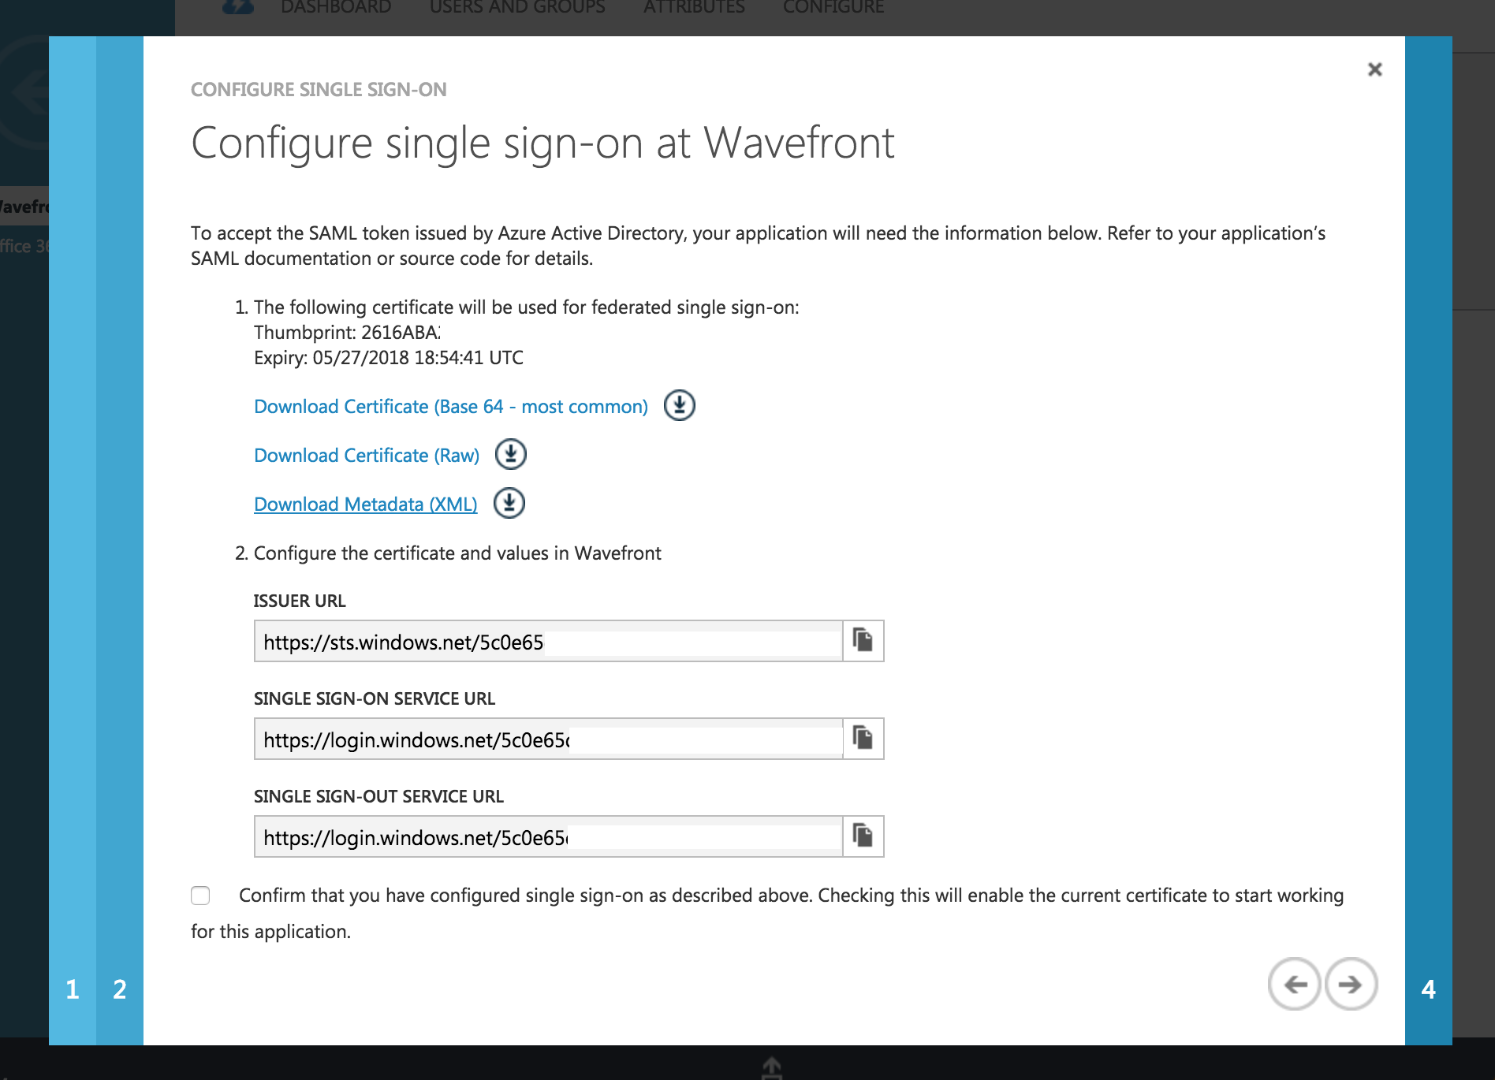 DASHBOARD USERS AND GROUPS ATTRIBUTES CONFIGURE
CONFIGURE SINGLE SIGN-ON
Configure single sign-on at Wavefront
To accept the SAML token issued by Azure Active Directory, your application will need the information below. Refer to your application's
SAML documentation or source code for details.
1. The following certificate will be used for federated single sign-on:
Thumbprint: 2616ABA
Expiry: 05/27/2018 18:54:41 UTC
Download Certificate (Base 64 - most common)
Download Certificate (Raw)
Download Metadata (XML)
2. Configure the certificate and values in Wavefront
ISSUER URL
https://sts.windows.net/5c0e65
SINGLE SIGN-ON SERVICE URL
https://login.windows.net/5c0e65
SINGLE SIGN-OUT SERVICE URL
https://login.windows.net/5c0e65
Confirm that you have configured single sign-on as described above. Checking this will enable the current certificate to start working
for this application.
1 2 4